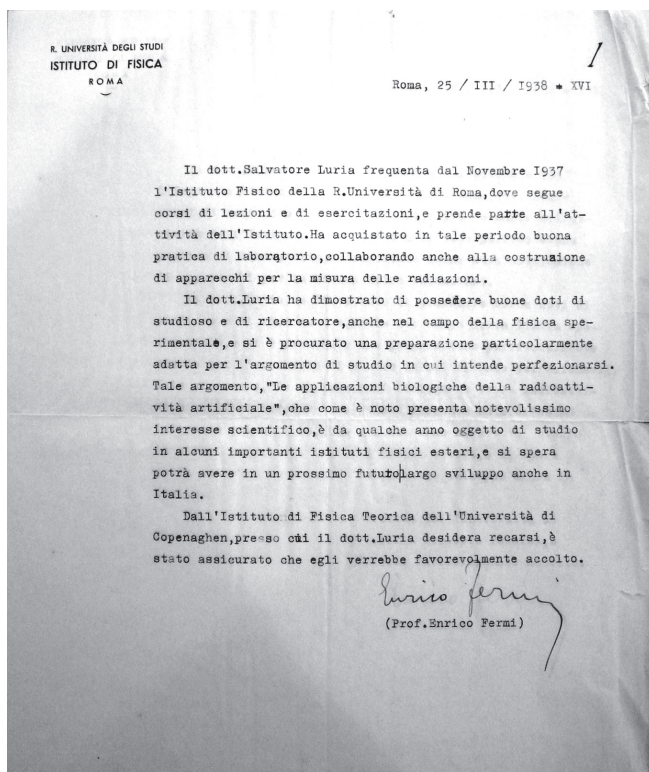 R. UNIVERSITÀ DEGLI STUDI
ISTITUTO DI FISICA
ROMA
1
Roma, 25 / III / I938 * XVI
Il dott.Salvatore Luria frequenta dal Novembre I937
l'Istituto Fisico della R.Università di Roma,dove segue
corsi di lezioni e di esercitazioni,e prende parte all'at-
tività dell'Istituto.Ha acquistato in tale periodo buona
pratica di laboratorio,collaborando anche alla costruzione
di apparecchi per la misura delle radiazioni.
Il dott.Luria ha dimostrato di possedere buone doti di
studioso e di ricercatore,anche nel campo della fisica spe-
rimentale,e si è procurato una preparazione particolarmente
adatta per l'argomento di studio in cui intende perfezionarsi.
Tale argomento,"Le applicazioni biologiche della radioatti-
vità artificiale",che come è noto presenta notevolissimo
interesse scientifico,è da qualche anno oggetto di studio
in alcuni importanti istituti fisici esteri,e si spera
potrà avere in un prossimo futuro|largo sviluppo anche in
Italia.
Dall'Istituto di Fisica Teorica dell'Università di
Copenaghen,presso cui il dott.Luria desidera recarsi,è
stato assicurato che egli verrebbe favorevolmente accolto.
Enrico Fermi
(Prof.Enrico Fermi)